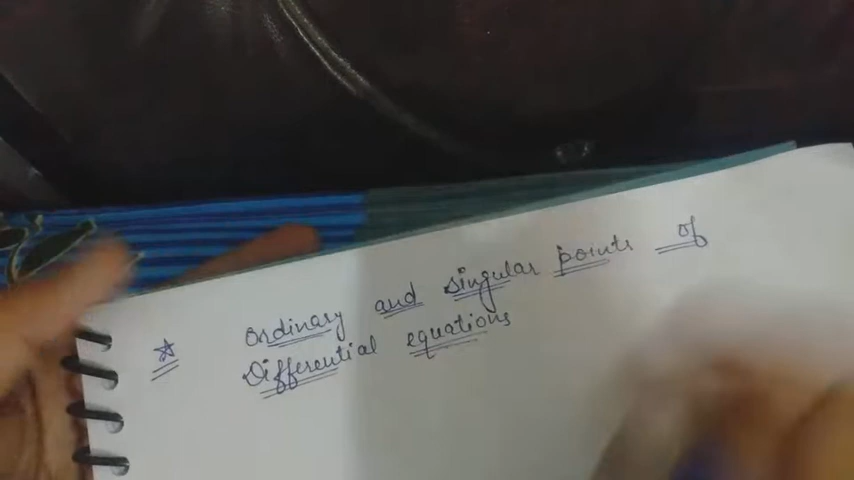 ☆ Ordinary and singular points of
Differential equations